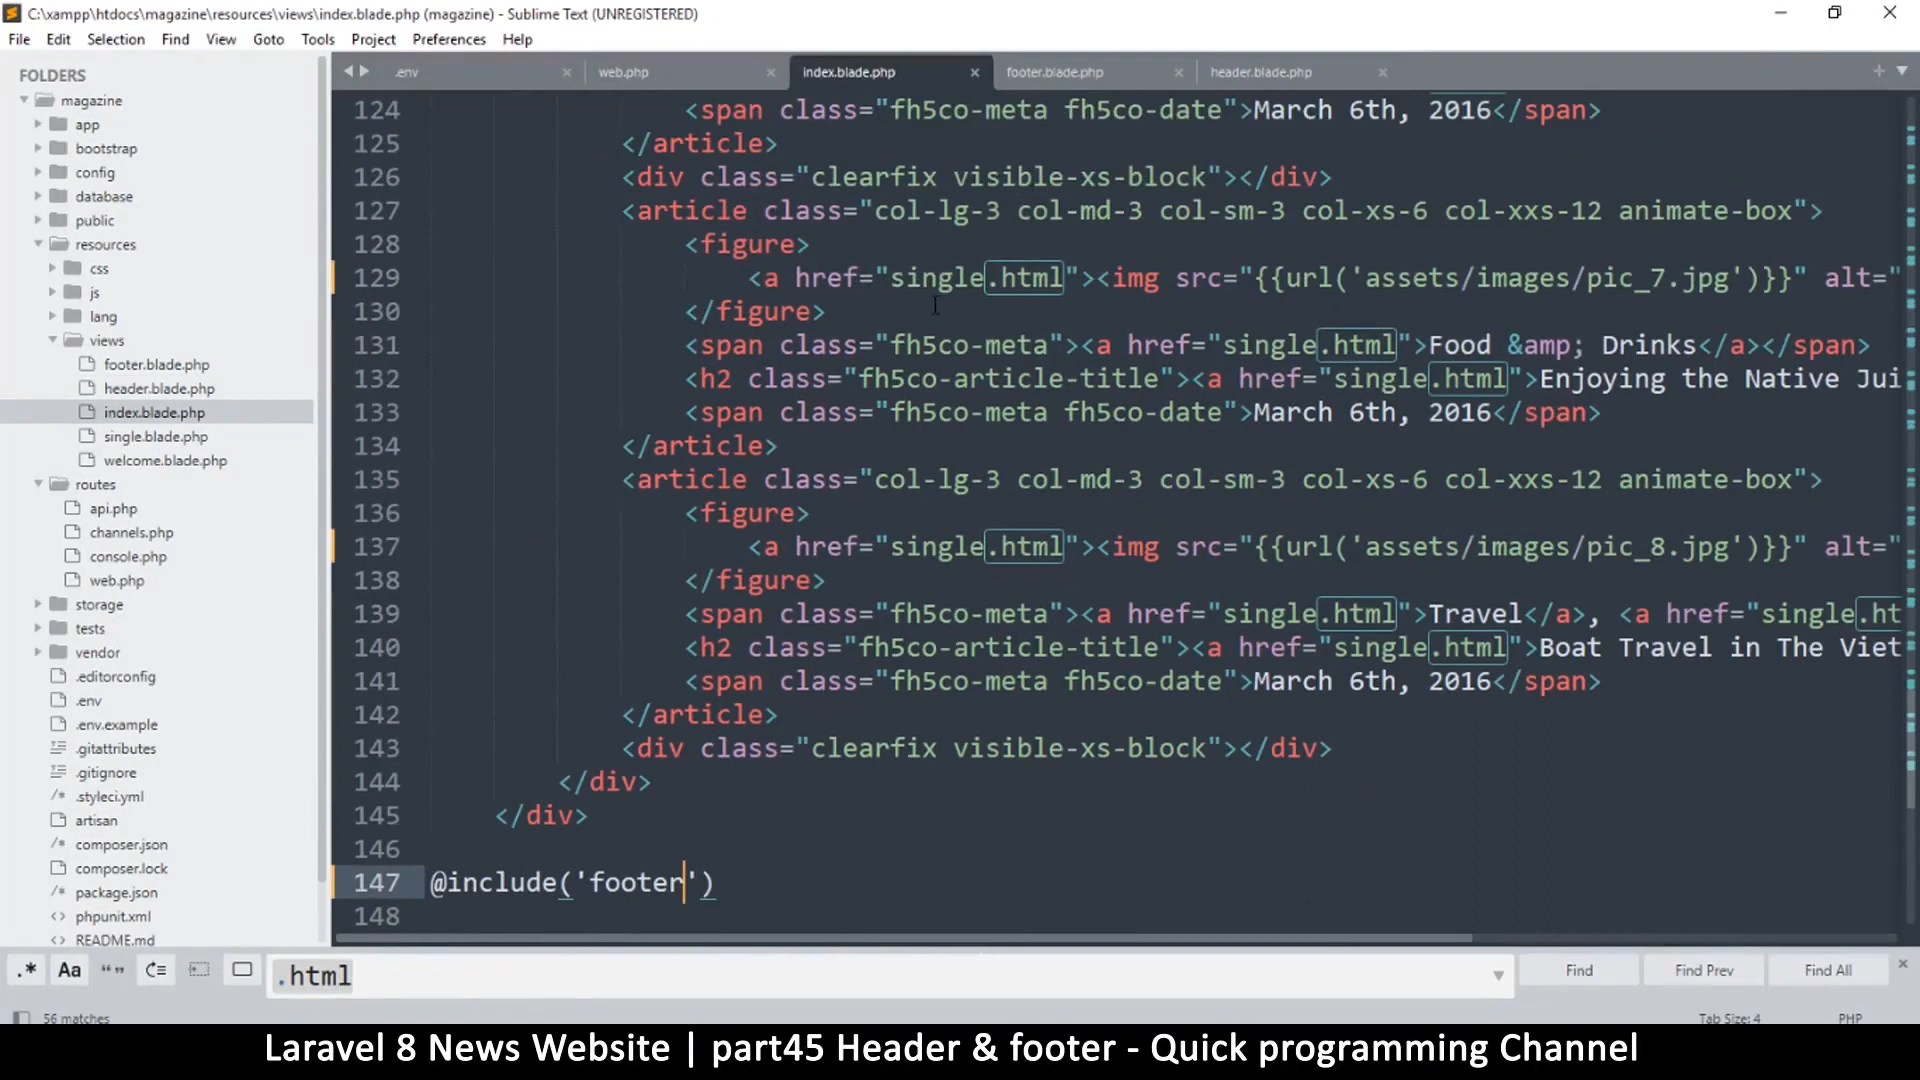 C:\xampp\htdocs\magazine\resources\views\index.blade.php (magazine) - Sublime Text (UNREGISTERED)
File Edit Selection Find View Goto Tools Project Preferences Help
FOLDERS
magazine
app
bootstrap
config
database
public
resources
css
js
lang
views
footer.blade.php
header.blade.php
index.blade.php
single.blade.php
welcome.blade.php
routes
api.php
channels.php
console.php
web.php
storage
tests
vendor
.editorconfig
.env
.env.example
.gitattributes
.gitignore
.styleci.yml
artisan
composer.json
composer.lock
package.json
phpunit.xml
README.md
.env web.php index.blade.php footer.blade.php header.blade.php
124 <span class="fh5co-meta fh5co-date">March 6th, 2016</span>
125 </article>
126 <div class="clearfix visible-xs-block"></div>
127 <article class="col-lg-3 col-md-3 col-sm-3 col-xs-6 col-xxs-12 animate-box">
128 <figure>
129 <a href="single.html"><img src="{{url('assets/images/pic_7.jpg')}}" alt="
130 </figure>
131 <span class="fh5co-meta"><a href="single.html">Food &amp; Drinks</a></span>
132 <h2 class="fh5co-article-title"><a href="single.html">Enjoying the Native Jui
133 <span class="fh5co-meta fh5co-date">March 6th, 2016</span>
134 </article>
135 <article class="col-lg-3 col-md-3 col-sm-3 col-xs-6 col-xxs-12 animate-box">
136 <figure>
137 <a href="single.html"><img src="{{url('assets/images/pic_8.jpg')}}" alt="
138 </figure>
139 <span class="fh5co-meta"><a href="single.html">Travel</a>, <a href="single.ht
140 <h2 class="fh5co-article-title"><a href="single.html">Boat Travel in The Viet
141 <span class="fh5co-meta fh5co-date">March 6th, 2016</span>
142 </article>
143 <div class="clearfix visible-xs-block"></div>
144 </div>
145 </div>
146
147 @include('footer')
148
.* Aa “” .html Find Find Prev Find All
56 matches Tab Size: 4 PHP
Laravel 8 News Website | part45 Header & footer - Quick programming Channel